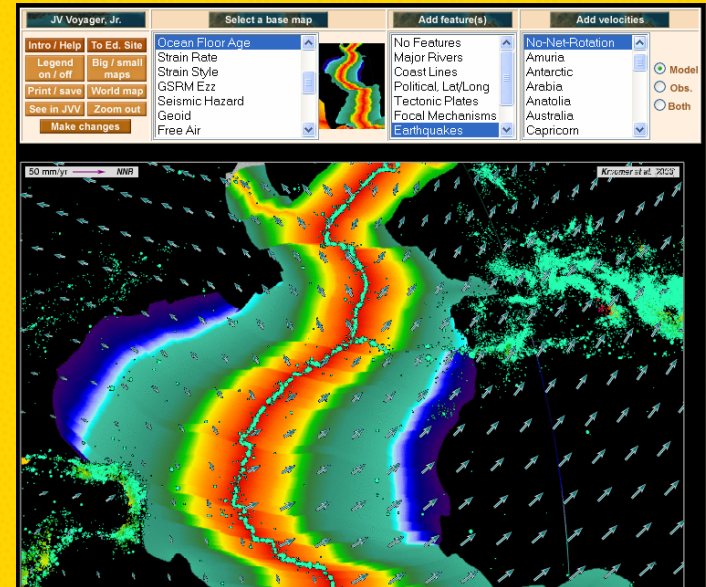 JV Voyager, Jr.
Select a base map
Add feature(s)
Add velocities
Intro / Help
To Ed. Site
Legend
on / off
Big / small
maps
Print / save
World map
See in JVV
Zoom out
Make changes
Ocean Floor Age
Strain Rate
Strain Style
GSRM Ezz
Seismic Hazard
Geoid
Free Air
No Features
Major Rivers
Coast Lines
Political, Lat/Long
Tectonic Plates
Focal Mechanisms
Earthquakes
No-Net-Rotation
Amuria
Antarctic
Arabia
Anatolia
Australia
Capricorn
Model
Obs.
Both
50 mm/yr
NNR
et al.